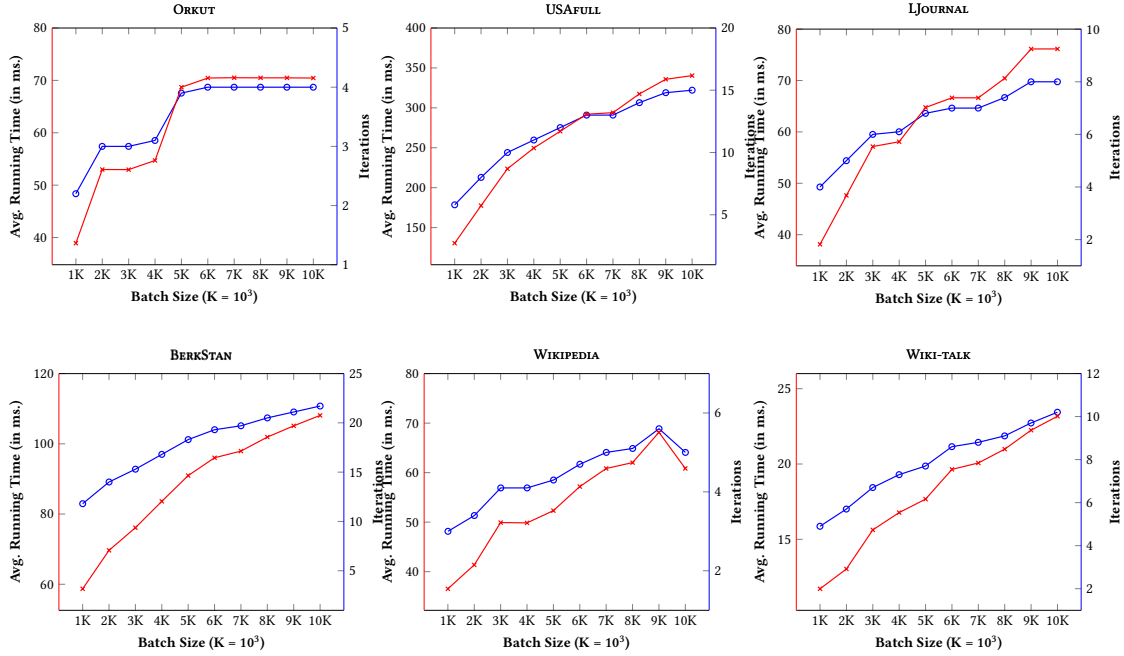 Orkut
80
70
60
50
40
5
4
3
2
1
Avg. Running Time (in ms.)
Iterations
1K 2K 3K 4K 5K 6K 7K 8K 9K 10K
Batch Size (K = 10³)
USAfull
400
350
300
250
200
150
20
15
10
5
Avg. Running Time (in ms.)
Iterations
1K 2K 3K 4K 5K 6K 7K 8K 9K 10K
Batch Size (K = 10³)
LJournal
80
70
60
50
40
10
8
6
4
2
Avg. Running Time (in ms.)
Iterations
1K 2K 3K 4K 5K 6K 7K 8K 9K 10K
Batch Size (K = 10³)
BerkStan
120
100
80
60
25
20
15
10
5
Avg. Running Time (in ms.)
Iterations
1K 2K 3K 4K 5K 6K 7K 8K 9K 10K
Batch Size (K = 10³)
Wikipedia
80
70
60
50
40
6
4
2
Avg. Running Time (in ms.)
Iterations
1K 2K 3K 4K 5K 6K 7K 8K 9K 10K
Batch Size (K = 10³)
Wiki-talk
25
20
15
12
10
8
6
4
2
Avg. Running Time (in ms.)
Iterations
1K 2K 3K 4K 5K 6K 7K 8K 9K 10K
Batch Size (K = 10³)